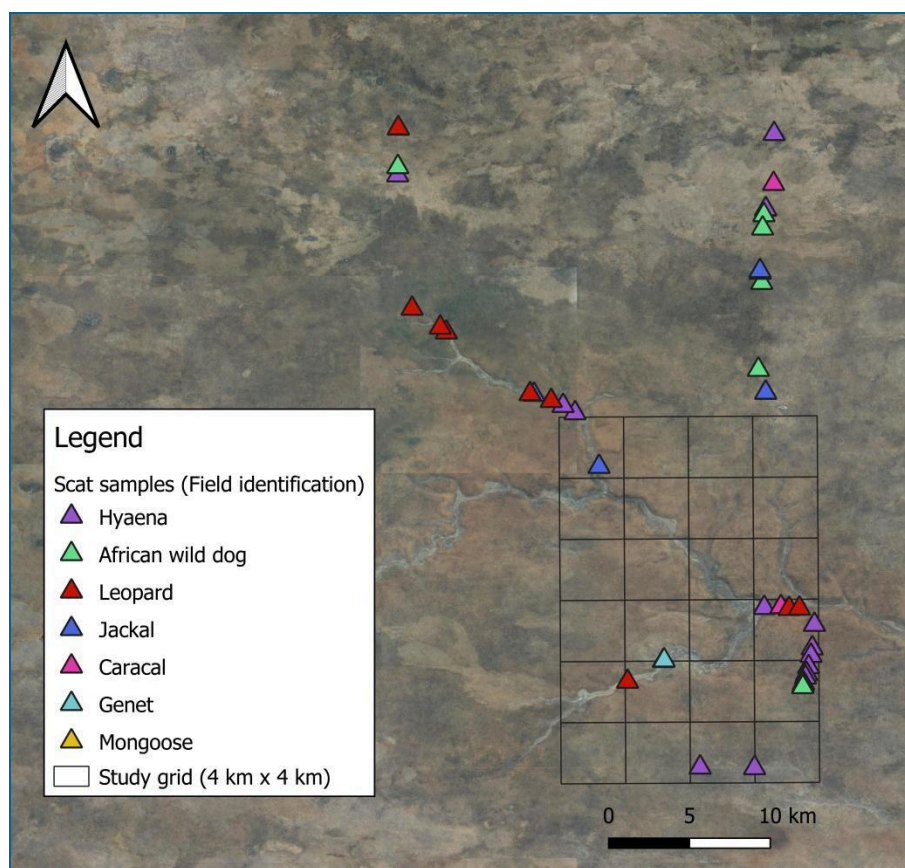 Legend
Scat samples (Field identification)
Hyaena
African wild dog
Leopard
Jackal
Caracal
Genet
Mongoose
Study grid (4 km x 4 km)
0 5 10 km